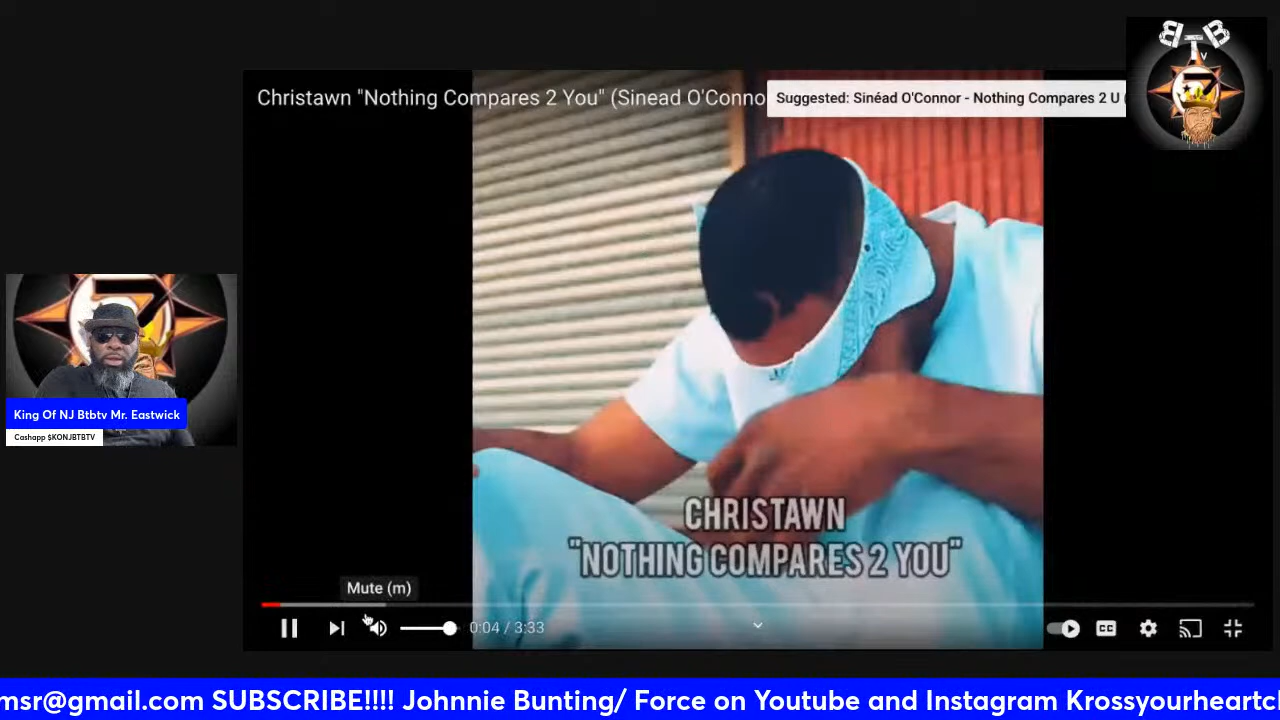 BTB
v
Christawn "Nothing Compares 2 You" (Sinead O'Conno
Suggested: Sinéad O'Connor - Nothing Compares 2 U (
King Of NJ Btbtv Mr. Eastwick
Cashapp $KONJBTBTV
CHRISTAWN
"NOTHING COMPARES 2 YOU"
Mute (m)
0:04 / 3:33
CC
msr@gmail.com SUBSCRIBE!!!! Johnnie Bunting/ Force on Youtube and Instagram Krossyourheartc